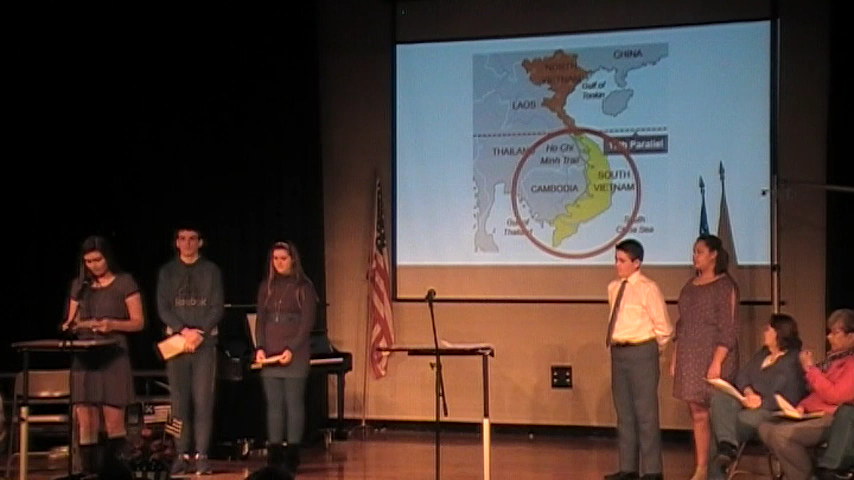 CHINA
NORTH
VIETNAM
Gulf of
Tonkin
LAOS
17th Parallel
THAILAND
Ho Chi
Minh Trail
SOUTH
VIETNAM
CAMBODIA
Gulf of
Thailand
South
China Sea